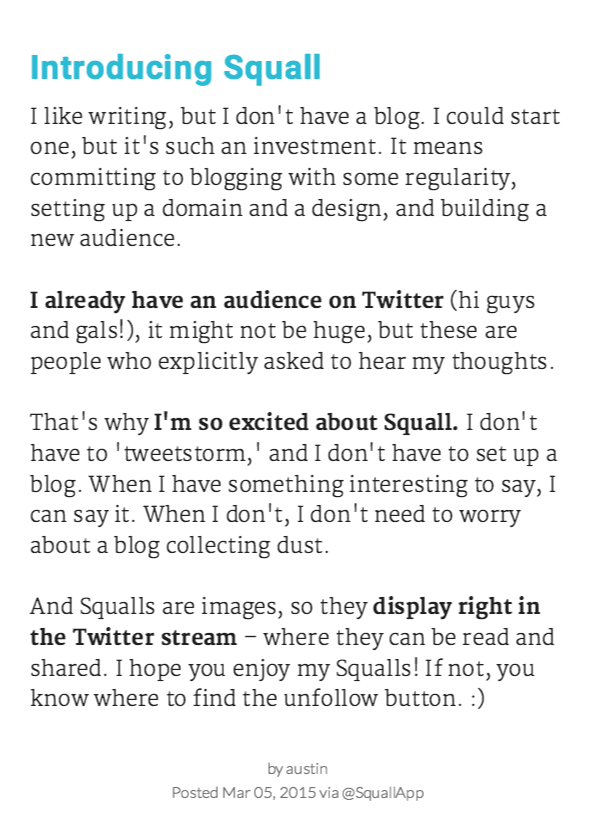 Introducing Squall
I like writing, but I don't have a blog. I could start
one, but it's such an investment. It means
committing to blogging with some regularity,
setting up a domain and a design, and building a
new audience.
I already have an audience on Twitter (hi guys
and gals!), it might not be huge, but these are
people who explicitly asked to hear my thoughts.
That's why I'm so excited about Squall. I don't
have to 'tweetstorm,' and I don't have to set up a
blog. When I have something interesting to say, I
can say it. When I don't, I don't need to worry
about a blog collecting dust.
And Squalls are images, so they display right in
the Twitter stream – where they can be read and
shared. I hope you enjoy my Squalls! If not, you
know where to find the unfollow button. :)
by austin
Posted Mar 05, 2015 via @SquallApp